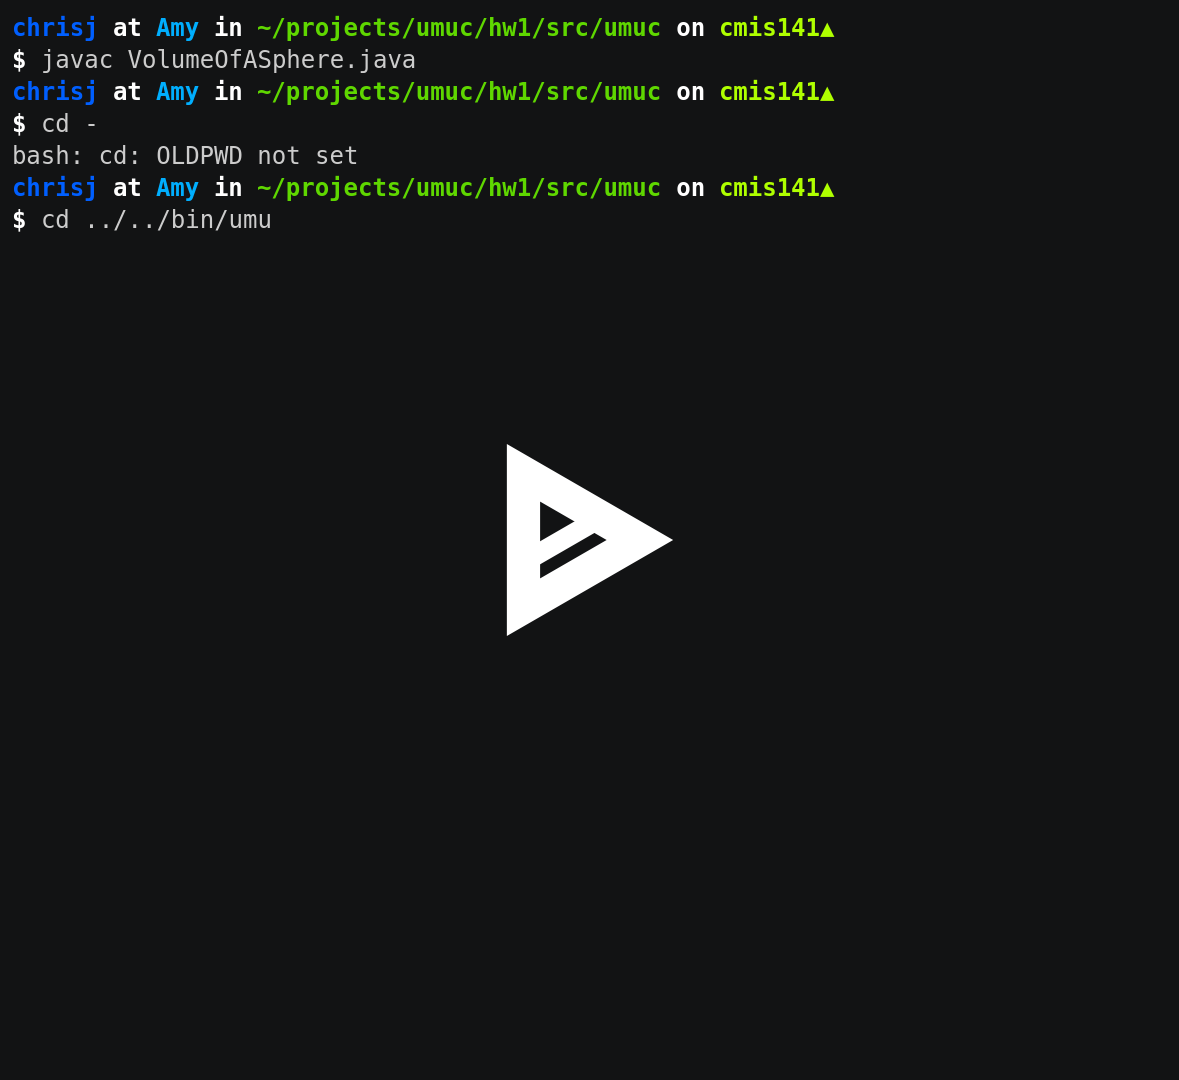 chrisj at Amy in ~/projects/umuc/hw1/src/umuc on cmis141▲
$ javac VolumeOfASphere.java
chrisj at Amy in ~/projects/umuc/hw1/src/umuc on cmis141▲
$ cd -
bash: cd: OLDPWD not set
chrisj at Amy in ~/projects/umuc/hw1/src/umuc on cmis141▲
$ cd ../../bin/umu